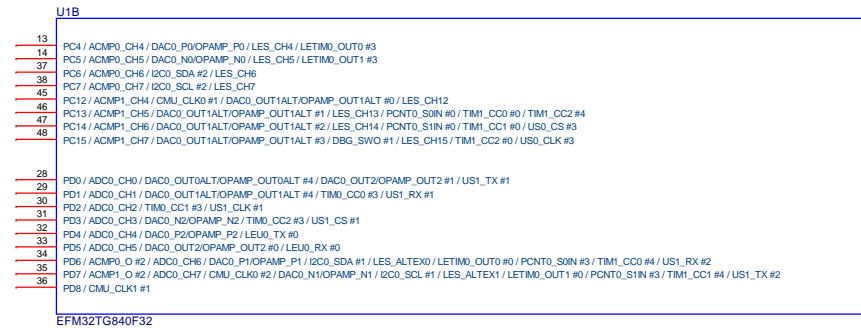 U1B
13 PC4 / ACMP0_CH4 / DAC0_P0/OPAMP_P0 / LES_CH4 / LETIM0_OUT0 #3
14 PC5 / ACMP0_CH5 / DAC0_N0/OPAMP_N0 / LES_CH5 / LETIM0_OUT1 #3
37 PC6 / ACMP0_CH6 / I2C0_SDA #2 / LES_CH6
38 PC7 / ACMP0_CH7 / I2C0_SCL #2 / LES_CH7
45 PC12 / ACMP1_CH4 / CMU_CLK0 #1 / DAC0_OUT1ALT/OPAMP_OUT1ALT #0 / LES_CH12
46 PC13 / ACMP1_CH5 / DAC0_OUT1ALT/OPAMP_OUT1ALT #1 / LES_CH13 / PCNT0_S0IN #0 / TIM1_CC0 #0 / TIM1_CC2 #4
47 PC14 / ACMP1_CH6 / DAC0_OUT1ALT/OPAMP_OUT1ALT #2 / LES_CH14 / PCNT0_S1IN #0 / TIM1_CC1 #0 / US0_CS #3
48 PC15 / ACMP1_CH7 / DAC0_OUT1ALT/OPAMP_OUT1ALT #3 / DBG_SWO #1 / LES_CH15 / TIM1_CC2 #0 / US0_CLK #3
28 PD0 / ADC0_CH0 / DAC0_OUT0ALT/OPAMP_OUT0ALT #4 / DAC0_OUT2/OPAMP_OUT2 #1 / US1_TX #1
29 PD1 / ADC0_CH1 / DAC0_OUT1ALT/OPAMP_OUT1ALT #4 / TIM0_CC0 #3 / US1_RX #1
30 PD2 / ADC0_CH2 / TIM0_CC1 #3 / US1_CLK #1
31 PD3 / ADC0_CH3 / DAC0_N2/OPAMP_N2 / TIM0_CC2 #3 / US1_CS #1
32 PD4 / ADC0_CH4 / DAC0_P2/OPAMP_P2 / LEU0_TX #0
33 PD5 / ADC0_CH5 / DAC0_OUT2/OPAMP_OUT2 #0 / LEU0_RX #0
34 PD6 / ACMP0_O #2 / ADC0_CH6 / DAC0_P1/OPAMP_P1 / I2C0_SDA #1 / LES_ALTEX0 / LETIM0_OUT0 #0 / PCNT0_S0IN #3 / TIM1_CC0 #4 / US1_RX #2
35 PD7 / ACMP1_O #2 / ADC0_CH7 / CMU_CLK0 #2 / DAC0_N1/OPAMP_N1 / I2C0_SCL #1 / LES_ALTEX1 / LETIM0_OUT1 #0 / PCNT0_S1IN #3 / TIM1_CC1 #4 / US1_TX #2
36 PD8 / CMU_CLK1 #1
EFM32TG840F32